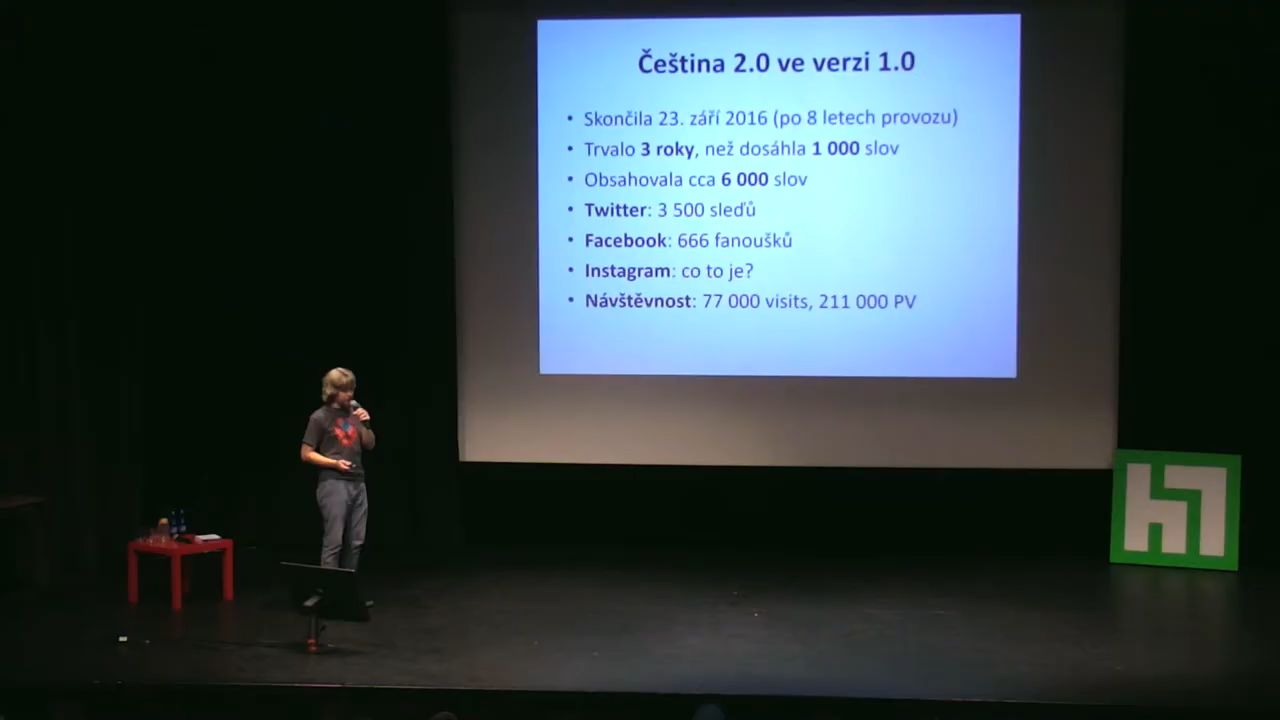 Čeština 2.0 ve verzi 1.0
• Skončila 23. září 2016 (po 8 letech provozu)
• Trvalo 3 roky, než dosáhla 1 000 slov
• Obsahovala cca 6 000 slov
• Twitter: 3 500 sleďů
• Facebook: 666 fanoušků
• Instagram: co to je?
• Návštěvnost: 77 000 visits, 211 000 PV